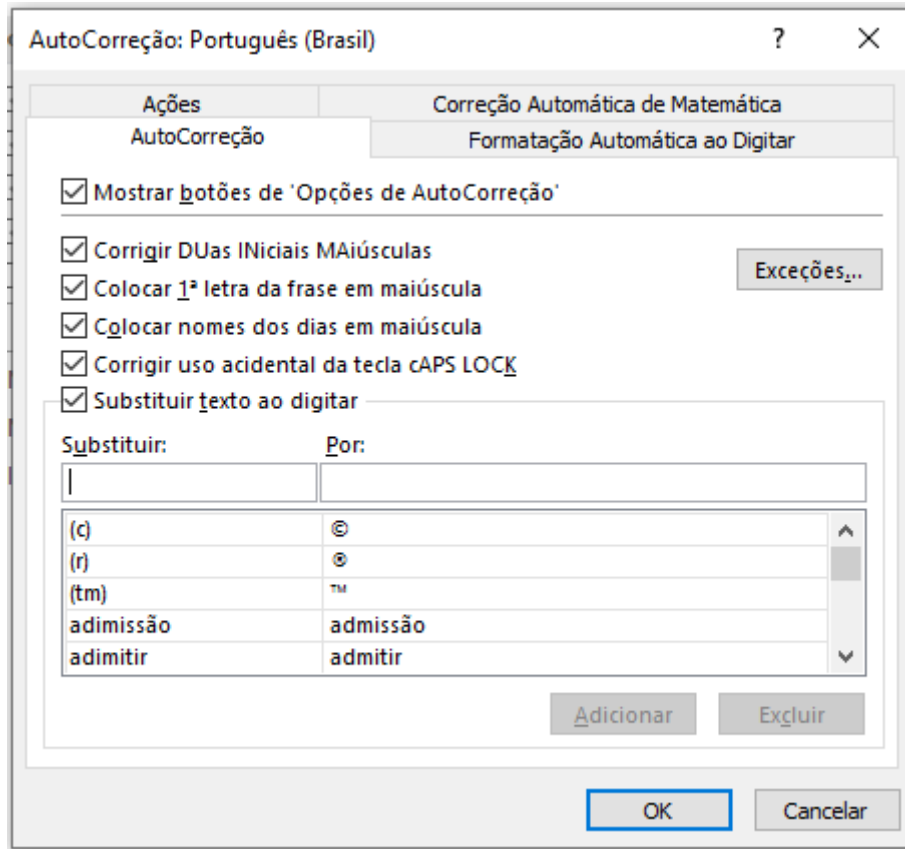 AutoCorreção: Português (Brasil) ? ×
Ações Correção Automática de Matemática
AutoCorreção Formatação Automática ao Digitar
Mostrar botões de 'Opções de AutoCorreção'
Corrigir DUas INiciais MAiúsculas
Exceções...
Colocar 1ª letra da frase em maiúscula
Colocar nomes dos dias em maiúscula
Corrigir uso acidental da tecla cAPS LOCK
Substituir texto ao digitar
Substituir: Por:
(c) ©
(r) ®
(tm) ™
adimissão admissão
adimitir admitir
Adicionar Excluir
OK Cancelar